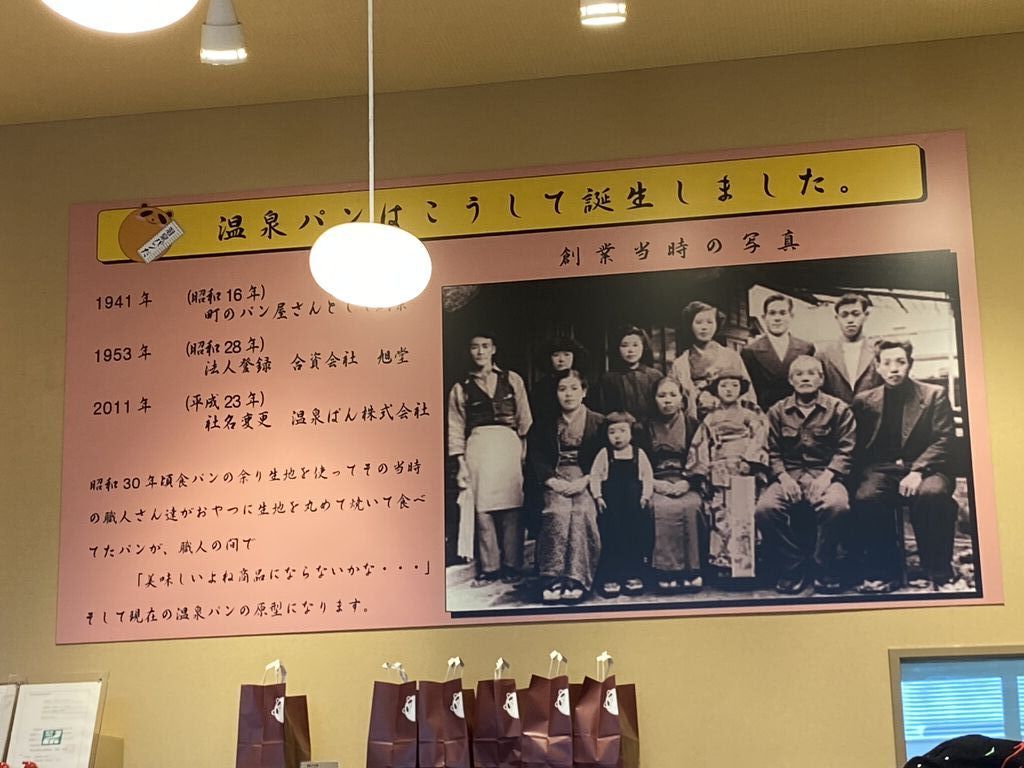 温泉パンはこうして誕生しました。
創業当時の写真
1941年 (昭和16年)
町のパン屋さんとし
1953年 (昭和28年)
法人登録 合資会社 旭堂
2011年 (平成23年)
社名変更 温泉ぱん株式会社
昭和30年頃食パンの余り生地を使ってその当時
の職人さん達がおやつに生地を丸めて焼いて食べ
てたパンが、職人の間で
「美味しいよね商品にならないかな・・・」
そして現在の温泉パンの原型になります。